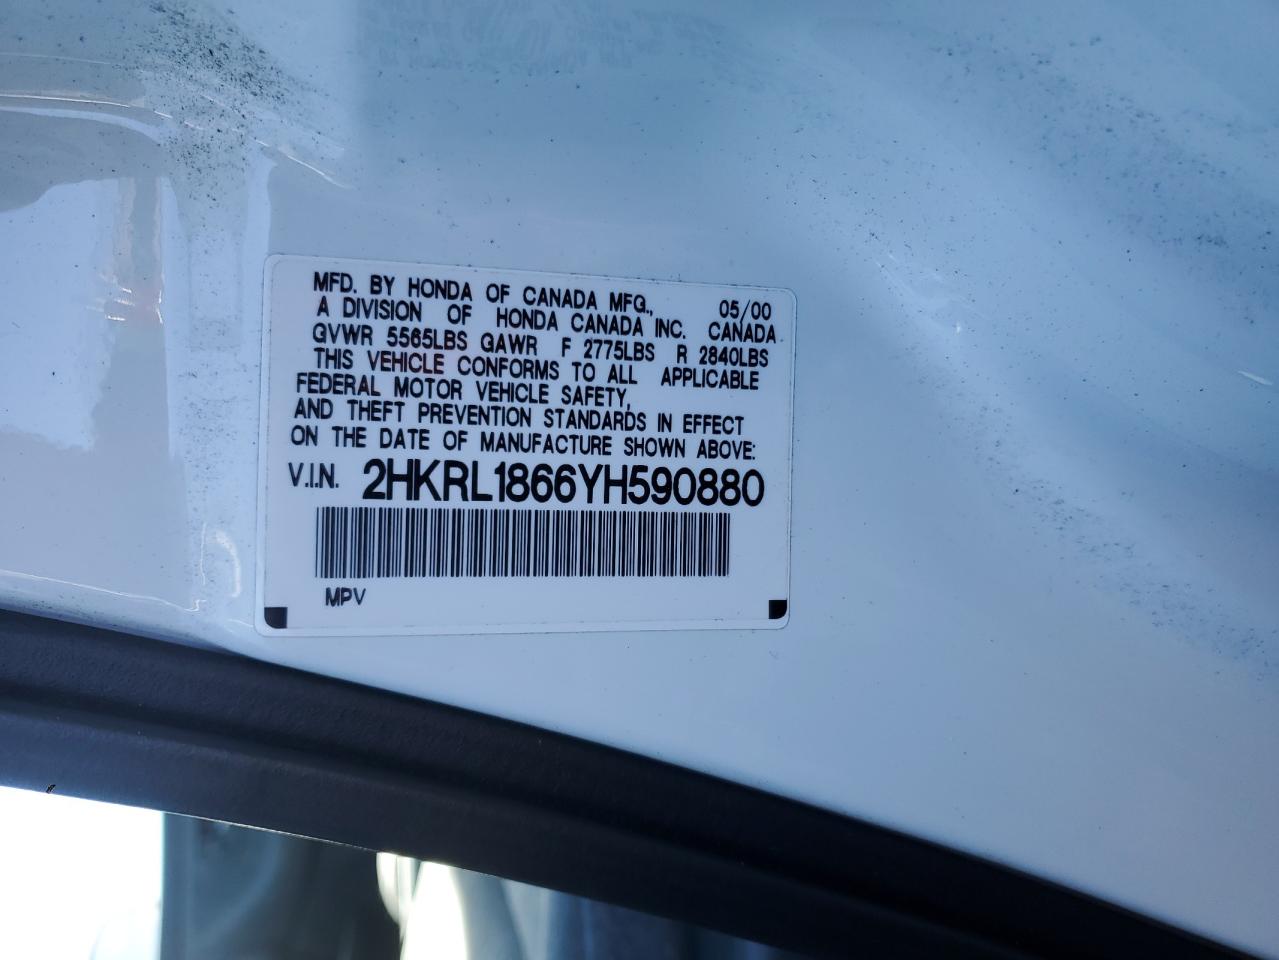 MFD. BY HONDA OF CANADA MFG., 05/00
A DIVISION OF HONDA CANADA INC. CANADA
GVWR 5565LBS GAWR F 2775LBS R 2840LBS
THIS VEHICLE CONFORMS TO ALL APPLICABLE
FEDERAL MOTOR VEHICLE SAFETY,
AND THEFT PREVENTION STANDARDS IN EFFECT
ON THE DATE OF MANUFACTURE SHOWN ABOVE:
V.I.N. 2HKRL1866YH590880
MPV